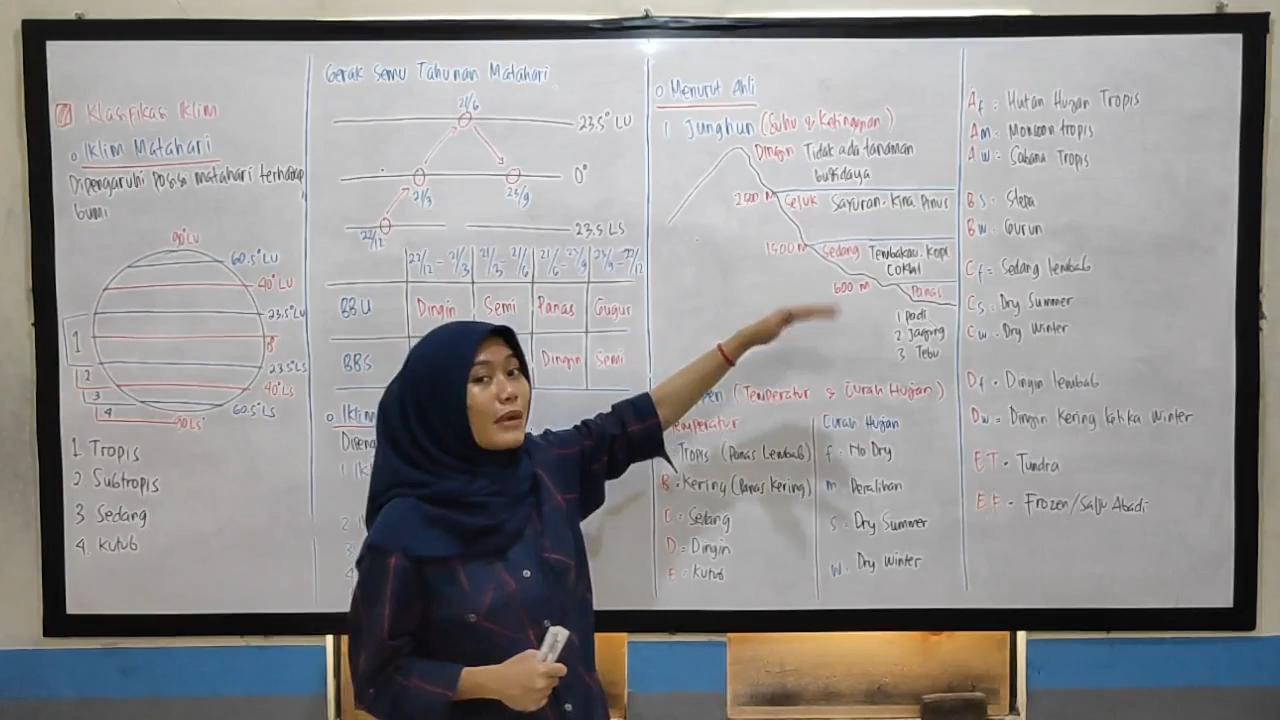 Klasifikasi Iklim
o Iklim Matahari
Dipengaruhi Posisi matahari terhadap
bumi
90° LU
60.5° LU
40° LU
23.5° LU
0°
23.5° LS
40° LS
60.5° LS
90 LS°
1
2
3
4
1 Tropis
2 Subtropis
3 Sedang
4. Kutub
Gerak Semu Tahunan Matahari
21/6
23.5° LU
21/3
23/9
0°
22/12
23.5 LS
22/12 - 21/3
21/3 - 21/6
21/6 - 23/9
23/9 - 22/12
BBU Dingin Semi Panas Gugur
BBS Dingin Semi
o Iklim
1
2
3
4
o Menurut Ahli
1 Junghun (Suhu & Ketinggian)
Dingin Tidak ada tanaman
budidaya
2500 M Sejuk Sayuran. Kina. Pinus
1500 m Sedang Tembakau. Kopi
Coklat
600 M Panas
1 Padi
2 Jagung
3 Tebu
(Temperatur & Curah Hujan)
Temperatur
Tropis (Panas Lembab)
B = Kering (Panas Kering)
C = Sedang
D = Dingin
E = Kutub
Curah Hujan
f = No Dry
m Peralihan
S = Dry Summer
W. Dry Winter
Af = Hutan Hujan Tropis
Am = Monsoon tropis
Aw = Sabana Tropis
BS = Stepa
BW = Gurun
Cf = Sedang lembab
Cs = Dry Summer
Cw = Dry Winter
Df = Dingin lembab
Dw = Dingin Kering ketika Winter
ET = Tundra
EF = Frozen/Salju Abadi